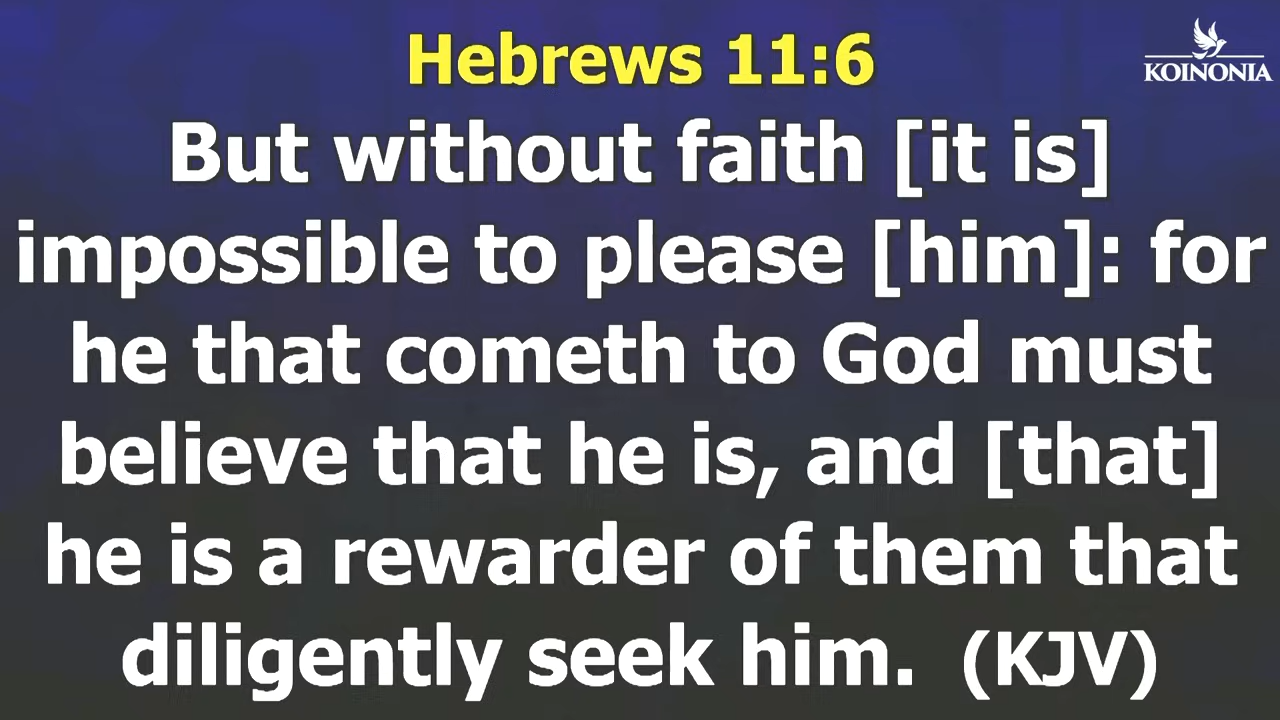 Hebrews 11:6
KOINONIA
But without faith [it is]
impossible to please [him]: for
he that cometh to God must
believe that he is, and [that]
he is a rewarder of them that
diligently seek him. (KJV)